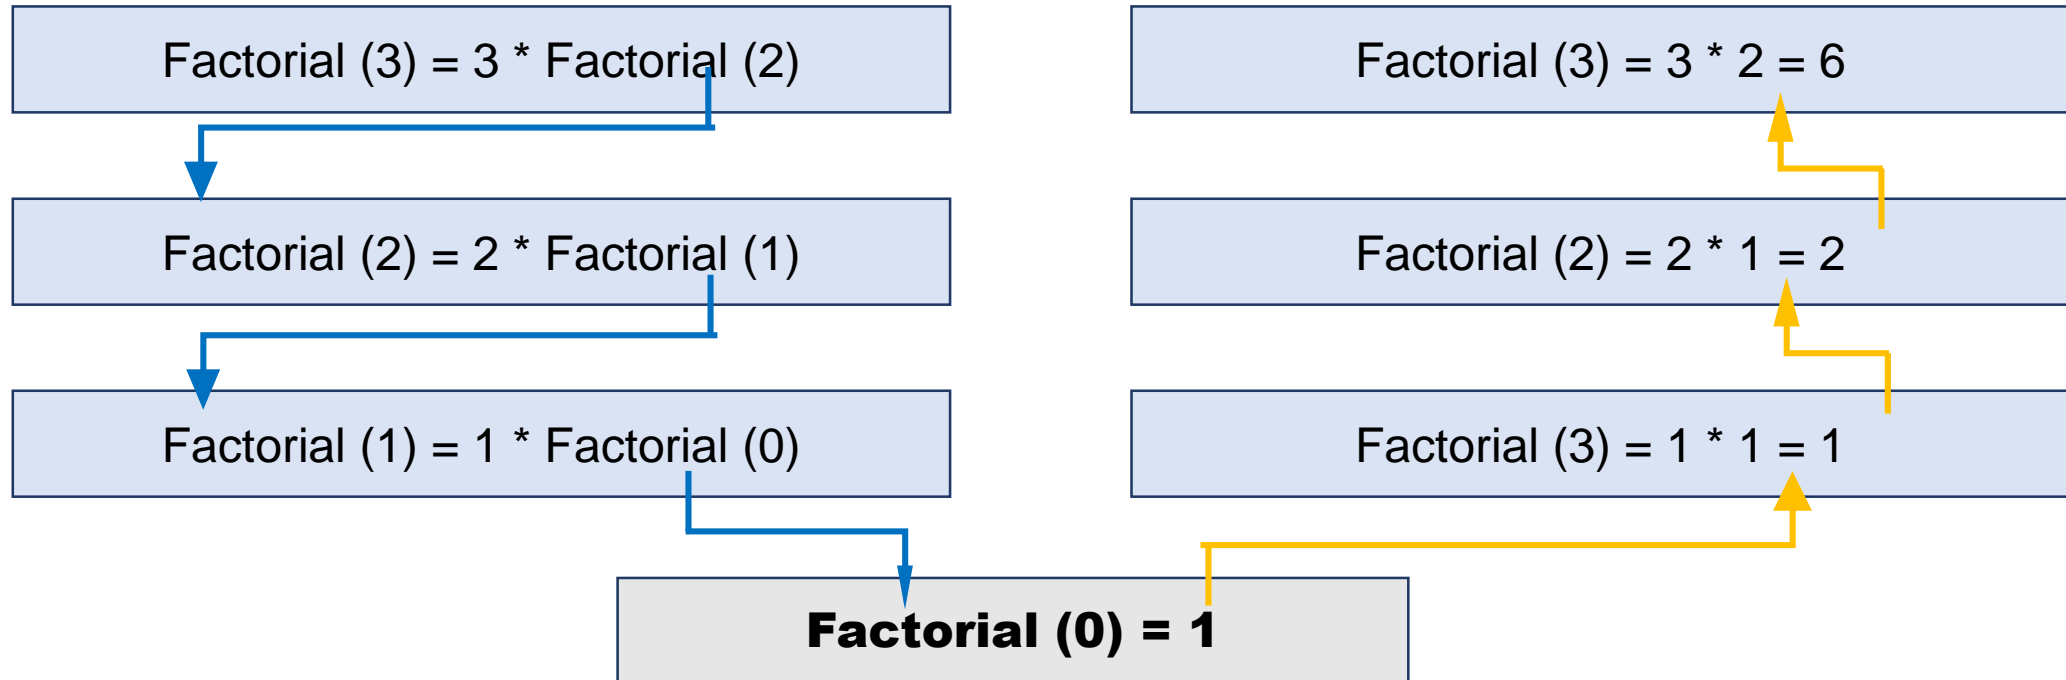 Factorial (3) = 3 * Factorial (2)
Factorial (2) = 2 * Factorial (1)
Factorial (1) = 1 * Factorial (0)
Factorial (0) = 1
Factorial (3) = 1 * 1 = 1
Factorial (2) = 2 * 1 = 2
Factorial (3) = 3 * 2 = 6